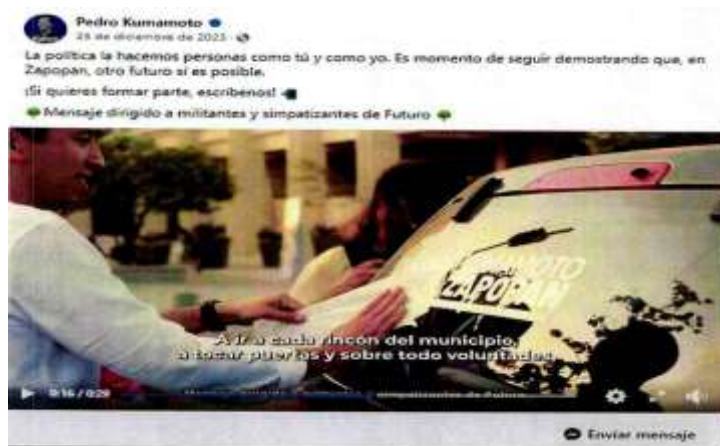 Pedro Kumamoto
28 de diciembre de 2023
La política la hacemos personas como tú y como yo. Es momento de seguir demostrando que, en
Zapopan, otro futuro sí es posible.
¡Si quieres formar parte, escríbenos!
Mensaje dirigido a militantes y simpatizantes de Futuro
ZAPOPAN
A ir a cada rincón del municipio,
a tocar puertas y sobre todo voluntades.
0:16 / 0:29
simpatizantes de Futuro
Enviar mensaje